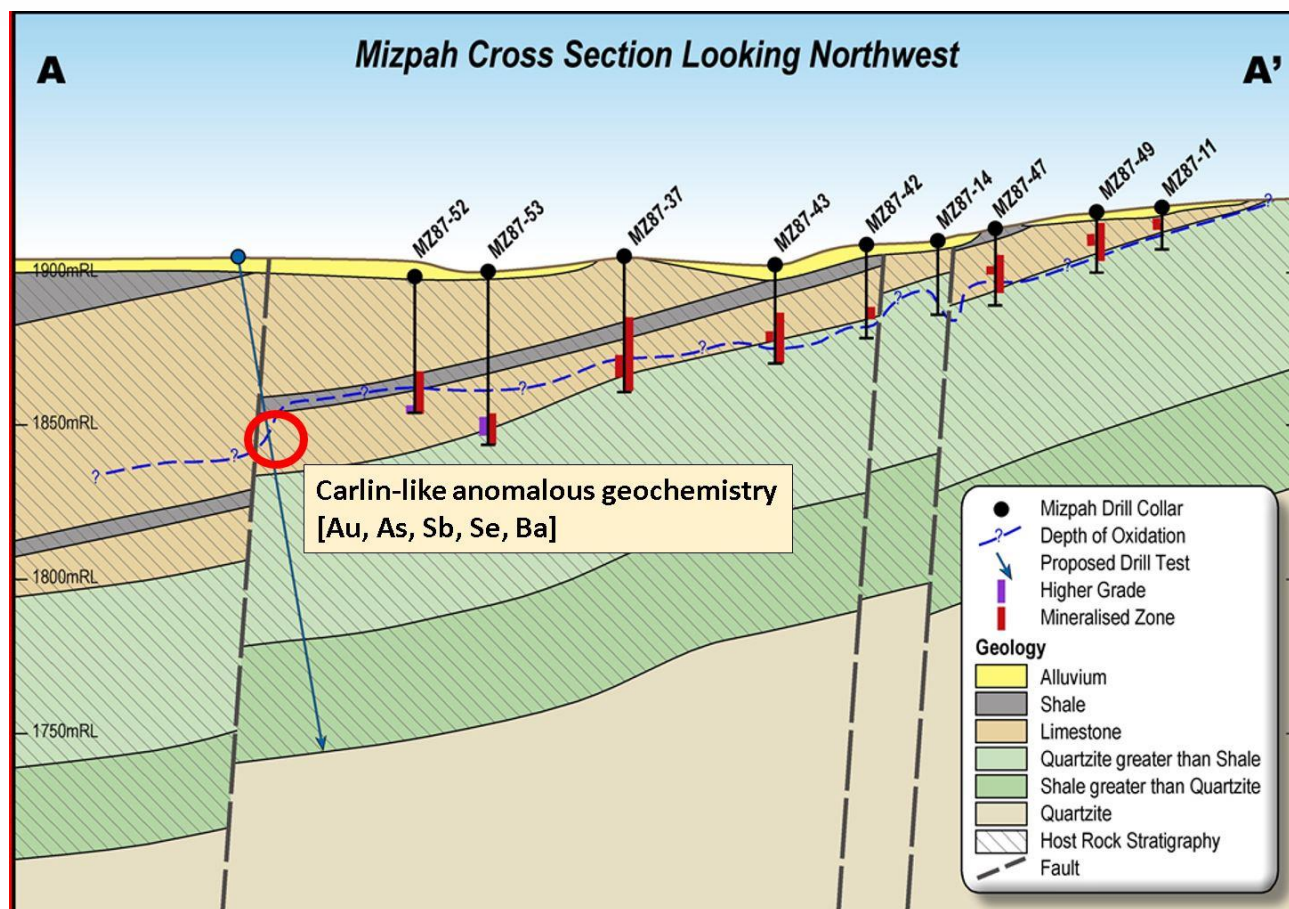 Mizpah Cross Section Looking Northwest
A
A'
MZ87-52
MZ87-53
MZ87-37
MZ87-43
MZ87-42
MZ87-14
MZ87-47
MZ87-49
MZ87-11
1900mRL
1850mRL
1800mRL
1750mRL
?
?
?
?
?
?
?
?
?
?
?
Carlin-like anomalous geochemistry
[Au, As, Sb, Se, Ba]
Mizpah Drill Collar
?
Depth of Oxidation
Proposed Drill Test
Higher Grade
Mineralised Zone
Geology
Alluvium
Shale
Limestone
Quartzite greater than Shale
Shale greater than Quartzite
Quartzite
Host Rock Stratigraphy
Fault